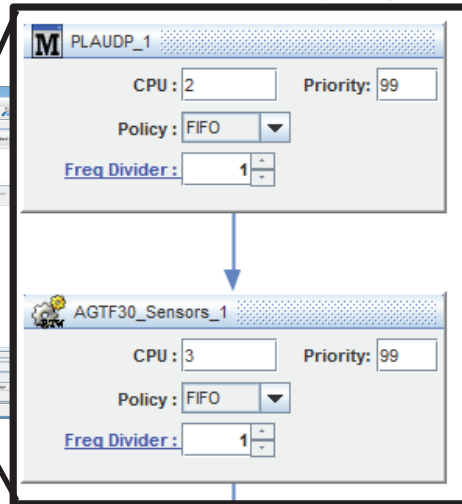 M PLAUDP_1
CPU : 2 Priority: 99
Policy : FIFO
Freq Divider : 1
RTW AGTF30_Sensors_1
CPU : 3 Priority: 99
Policy : FIFO
Freq Divider : 1